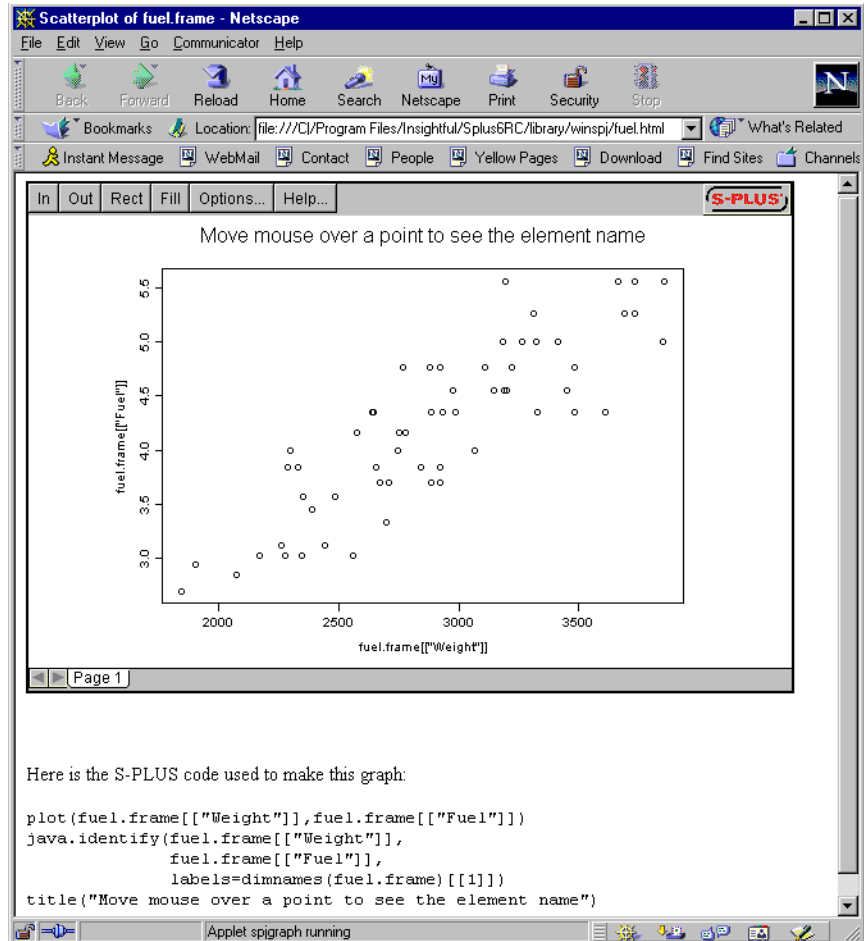 Scatterplot of fuel.frame - Netscape
File Edit View Go Communicator Help
Back Forward Reload Home Search Netscape Print Security Stop
My
N
Bookmarks Location: file:///C|/Program Files/Insightful/Splus6RC/library/winspj/fuel.html What's Related
Instant Message WebMail Contact People Yellow Pages Download Find Sites Channels
In Out Rect Fill Options... Help... S-PLUS
Move mouse over a point to see the element name
5.5
5.0
4.5
4.0
3.5
3.0
fuel.frame[["Fuel"]]
2000 2500 3000 3500
fuel.frame[["Weight"]]
Page 1
Here is the S-PLUS code used to make this graph:
plot(fuel.frame[["Weight"]],fuel.frame[["Fuel"]])
java.identify(fuel.frame[["Weight"]],
fuel.frame[["Fuel"]],
labels=dimnames(fuel.frame)[[1]])
title("Move mouse over a point to see the element name")
Applet spjgraph running